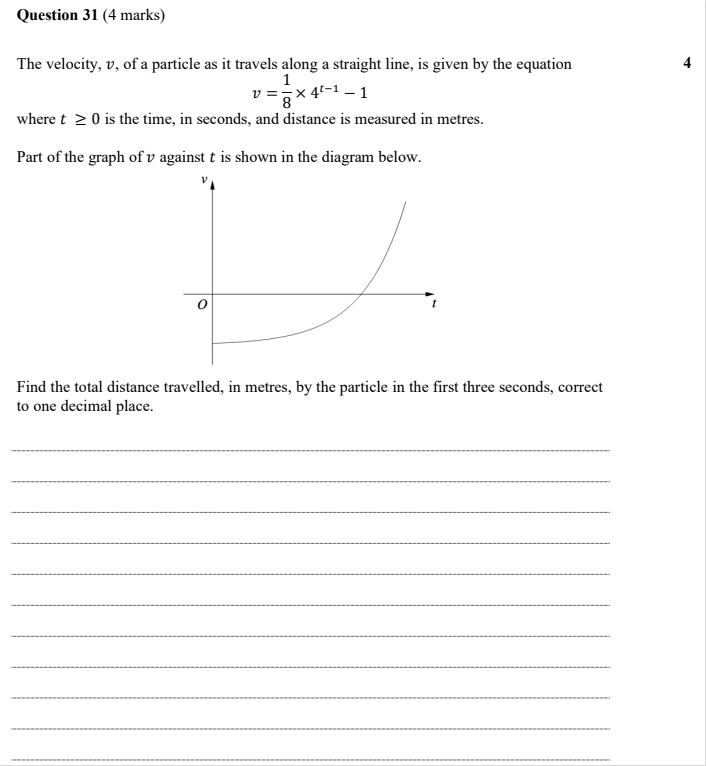 Question 31 (4 marks)
The velocity, v, of a particle as it travels along a straight line, is given by the equation
4
v = 1/8 × 4^(t−1) − 1
where t ≥ 0 is the time, in seconds, and distance is measured in metres.
Part of the graph of v against t is shown in the diagram below.
v
O
t
Find the total distance travelled, in metres, by the particle in the first three seconds, correct
to one decimal place.